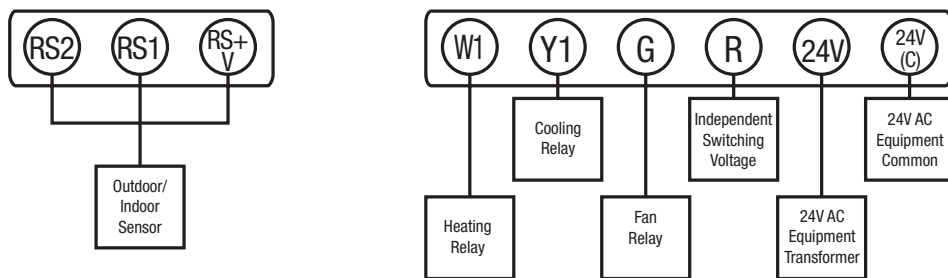 RS2 RS1 RS+
V
W1 Y1 G R 24V 24V
(C)
Outdoor/
Indoor
Sensor
Cooling
Relay
Independent
Switching
Voltage
24V AC
Equipment
Common
Heating
Relay
Fan
Relay
24V AC
Equipment
Transformer